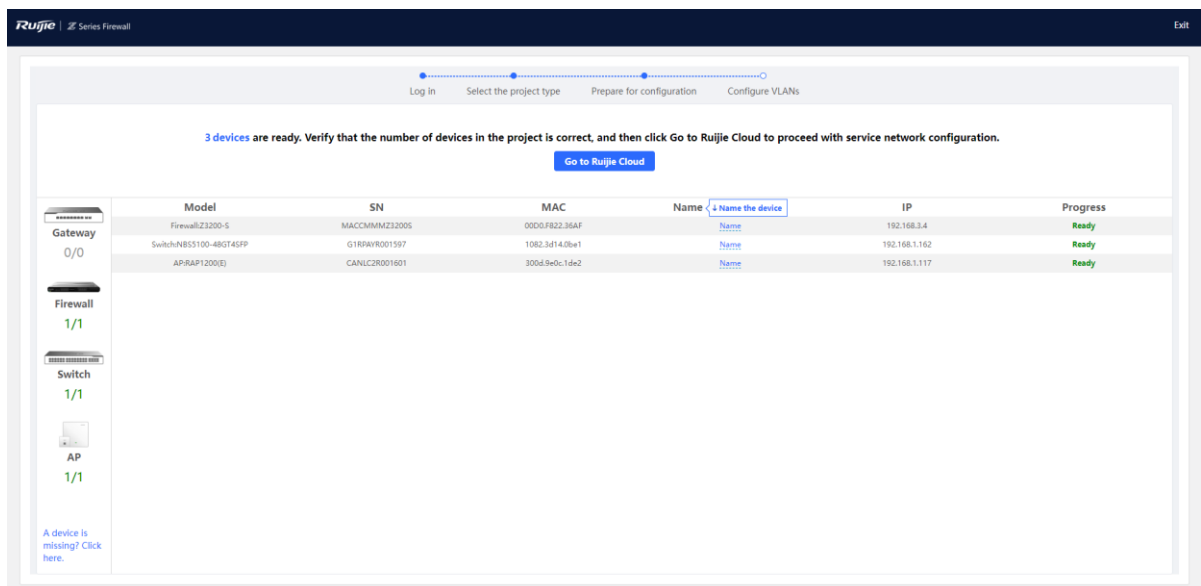 Ruijie | Z Series Firewall Exit
Log in Select the project type Prepare for configuration Configure VLANs
3 devices are ready. Verify that the number of devices in the project is correct, and then click Go to Ruijie Cloud to proceed with service network configuration.
Go to Ruijie Cloud
Model SN MAC Name ↓ Name the device IP Progress
Firewall:Z3200-S MACCMMMZ3200S 00D0.F822.36AF Name 192.168.3.4 Ready
Switch:NBS5100-48GT4SFP G1RPAYR001597 1082.3d14.0be1 Name 192.168.1.162 Ready
AP:RAP1200(E) CANLC2R001601 300d.9e0c.1de2 Name 192.168.1.117 Ready
Gateway
0/0
Firewall
1/1
Switch
1/1
AP
1/1
A device is
missing? Click
here.